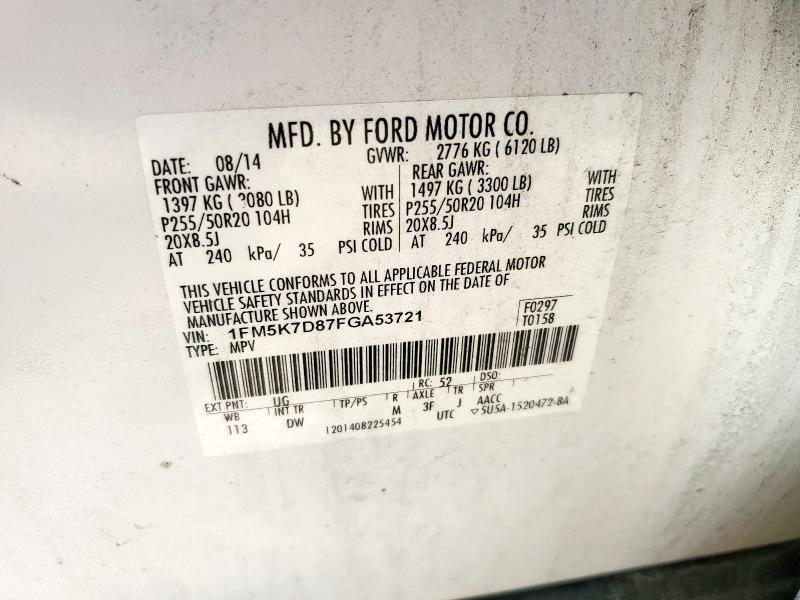 MFD. BY FORD MOTOR CO.
DATE: 08/14 GVWR: 2776 KG ( 6120 LB)
FRONT GAWR: REAR GAWR:
1397 KG ( 3080 LB) WITH 1497 KG ( 3300 LB) WITH
P255/50R20 104H TIRES P255/50R20 104H TIRES
20X8.5J RIMS 20X8.5J RIMS
AT 240 kPa/ 35 PSI COLD AT 240 kPa/ 35 PSI COLD
THIS VEHICLE CONFORMS TO ALL APPLICABLE FEDERAL MOTOR
VEHICLE SAFETY STANDARDS IN EFFECT ON THE DATE OF
MANUFACTURE SHOWN ABOVE. F0297
VIN: 1FM5K7D87FGA53721 T0158
TYPE: MPV
EXT PNT: UG RC: 52 DSO:
WB INT TR TP/PS R AXLE TR SPR
113 DW M 3F J AACC
1201408225454 UTC ▽5U5A-1520472-BA